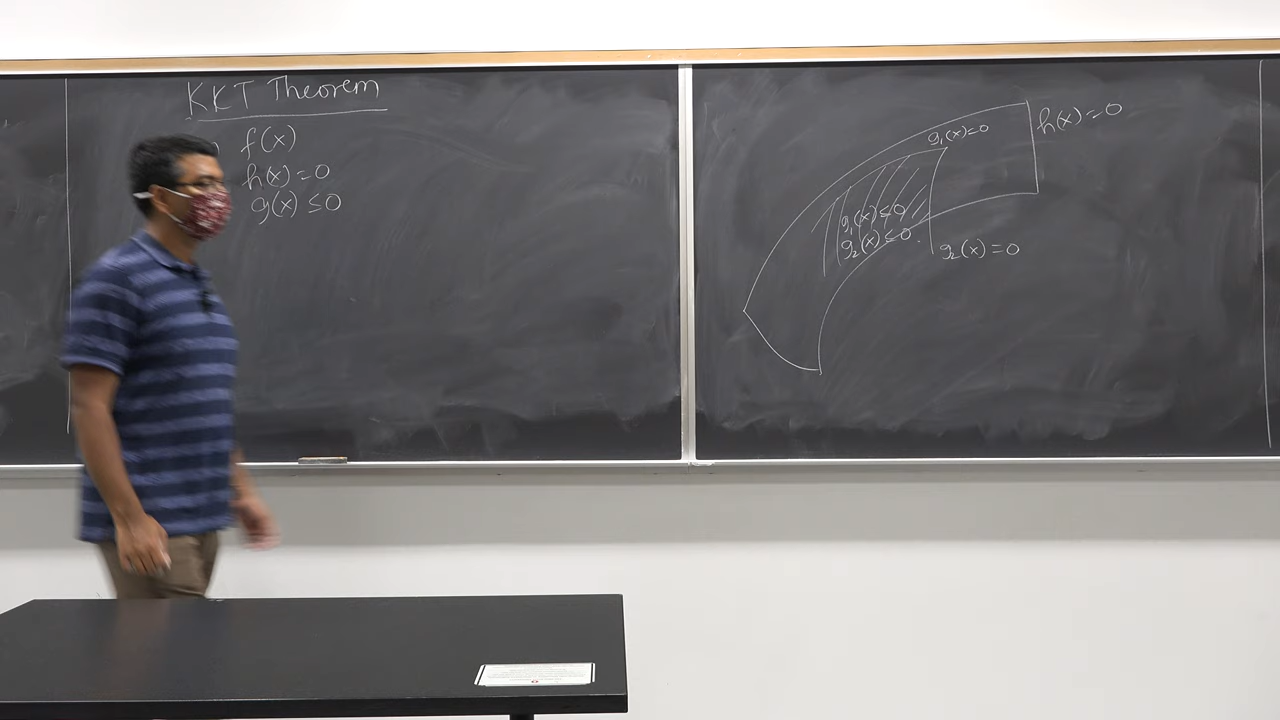 KKT Theorem
f(x)
h(x)=0
g(x)≤0
g₁(x)=0
h(x)=0
g₁(x)≤0
g₂(x)≤0
g₂(x)=0